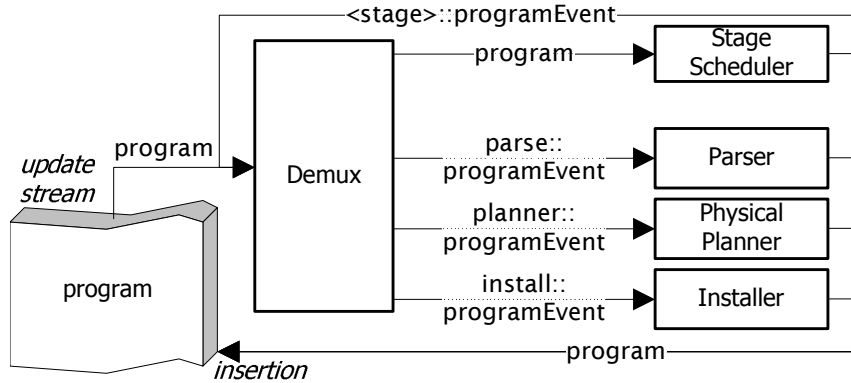 <stage>::programEvent
program
Stage
Scheduler
update
stream
program
Demux
parse::
programEvent
Parser
planner::
programEvent
Physical
Planner
program
install::
programEvent
Installer
insertion
program